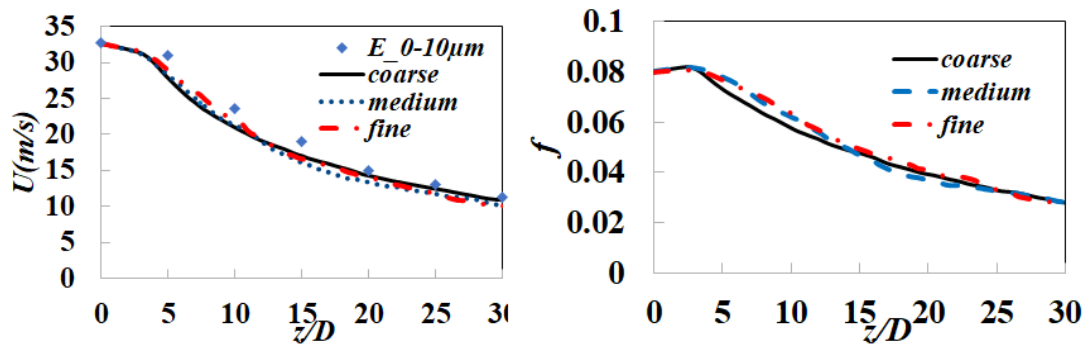 35
30
25
20
15
10
5
0
U(m/s)
0 5 10 15 20 25 30
z/D
E_0-10μm
coarse
medium
fine
0.1
0.08
0.06
0.04
0.02
0
f
0 5 10 15 20 25 30
z/D
coarse
medium
fine